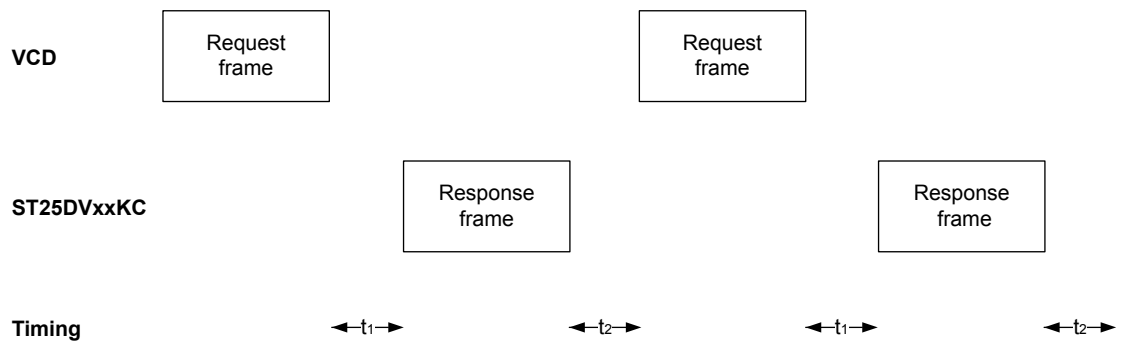 VCD
Request
frame
Request
frame
ST25DVxxKC
Response
frame
Response
frame
Timing
t1
t2
t1
t2